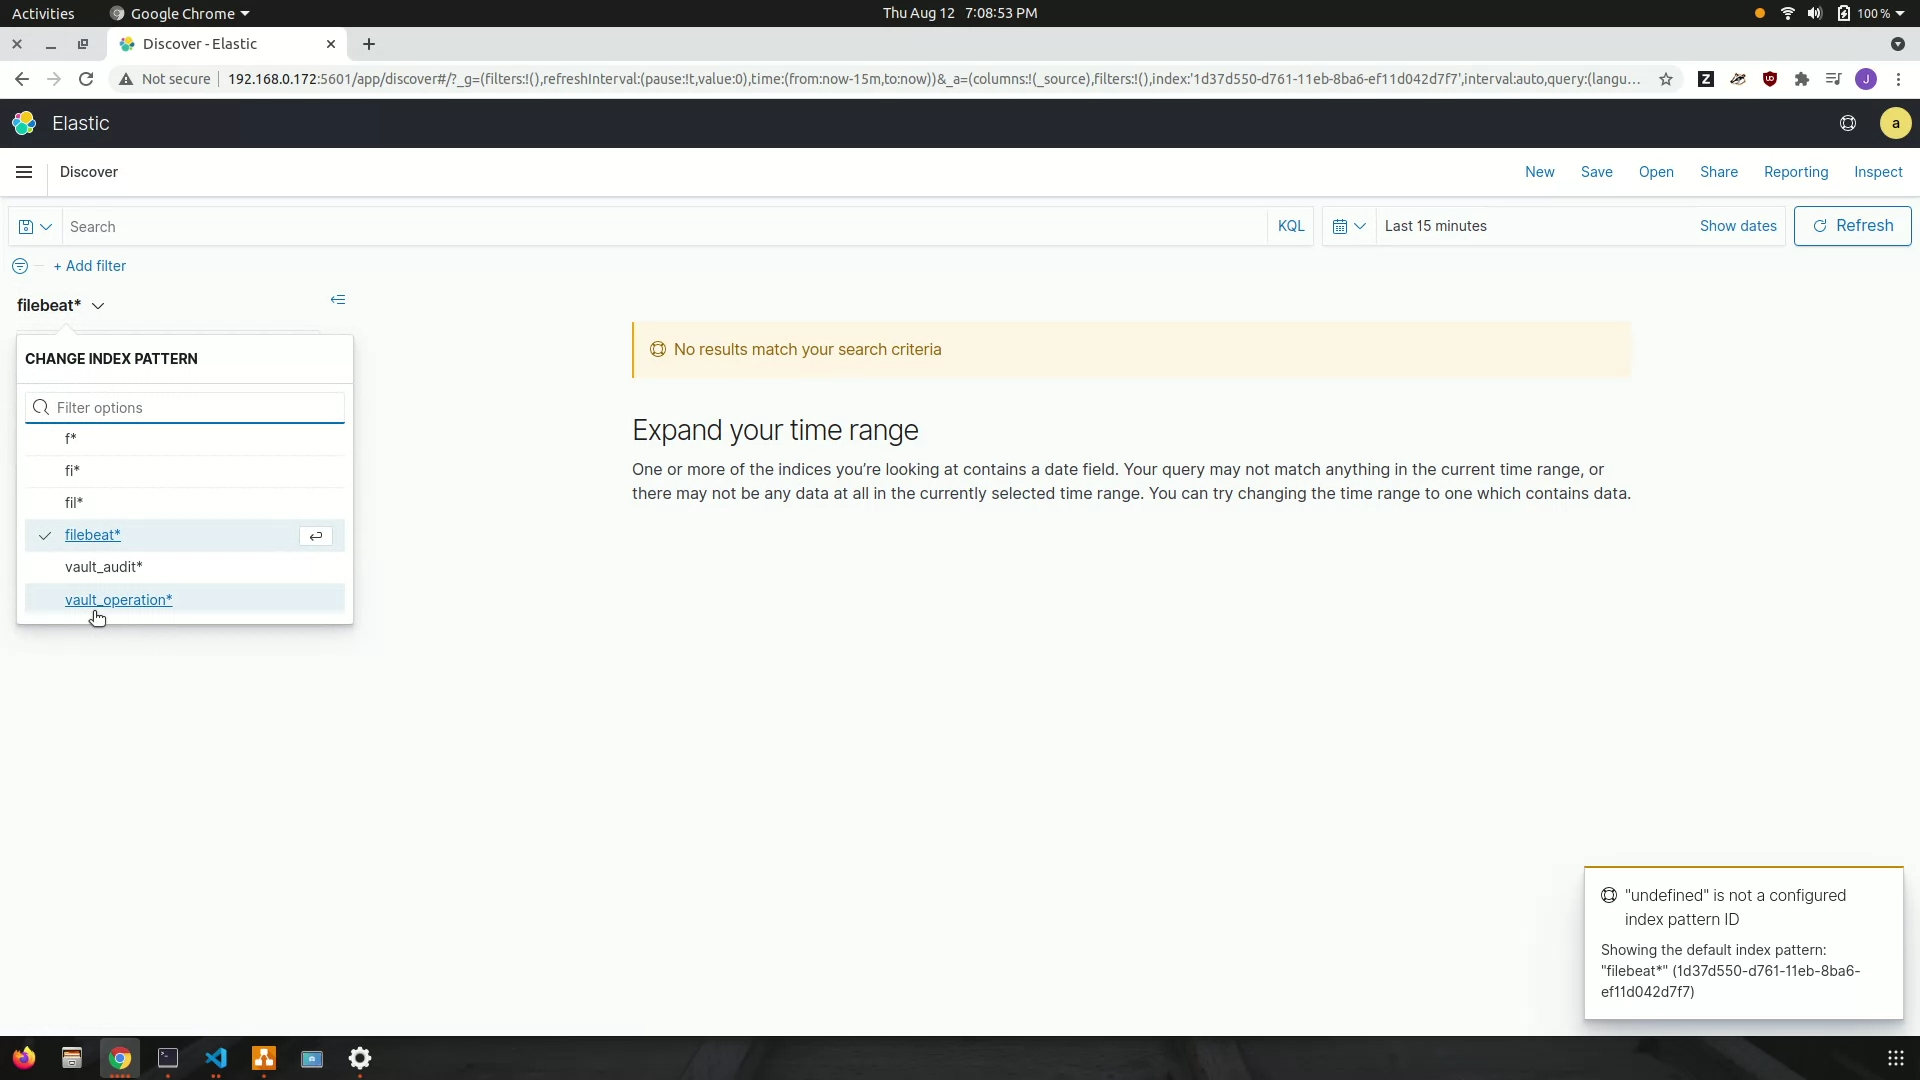 Activities
Google Chrome
Thu Aug 12 7:08:53 PM
100 %
Discover - Elastic
Not secure
192.168.0.172:5601/app/discover#/?_g=(filters:!(),refreshInterval:(pause:!t,value:0),time:(from:now-15m,to:now))&_a=(columns:!(_source),filters:!(),index:'1d37d550-d761-11eb-8ba6-ef11d042d7f7',interval:auto,query:(langu...
Z
J
Elastic
a
Discover
New
Save
Open
Share
Reporting
Inspect
Search
KQL
Last 15 minutes
Show dates
Refresh
+ Add filter
filebeat*
CHANGE INDEX PATTERN
Filter options
f*
fi*
fil*
filebeat*
vault_audit*
vault_operation*
No results match your search criteria
Expand your time range
One or more of the indices you’re looking at contains a date field. Your query may not match anything in the current time range, or
there may not be any data at all in the currently selected time range. You can try changing the time range to one which contains data.
"undefined" is not a configured
index pattern ID
Showing the default index pattern:
"filebeat*" (1d37d550-d761-11eb-8ba6-
ef11d042d7f7)